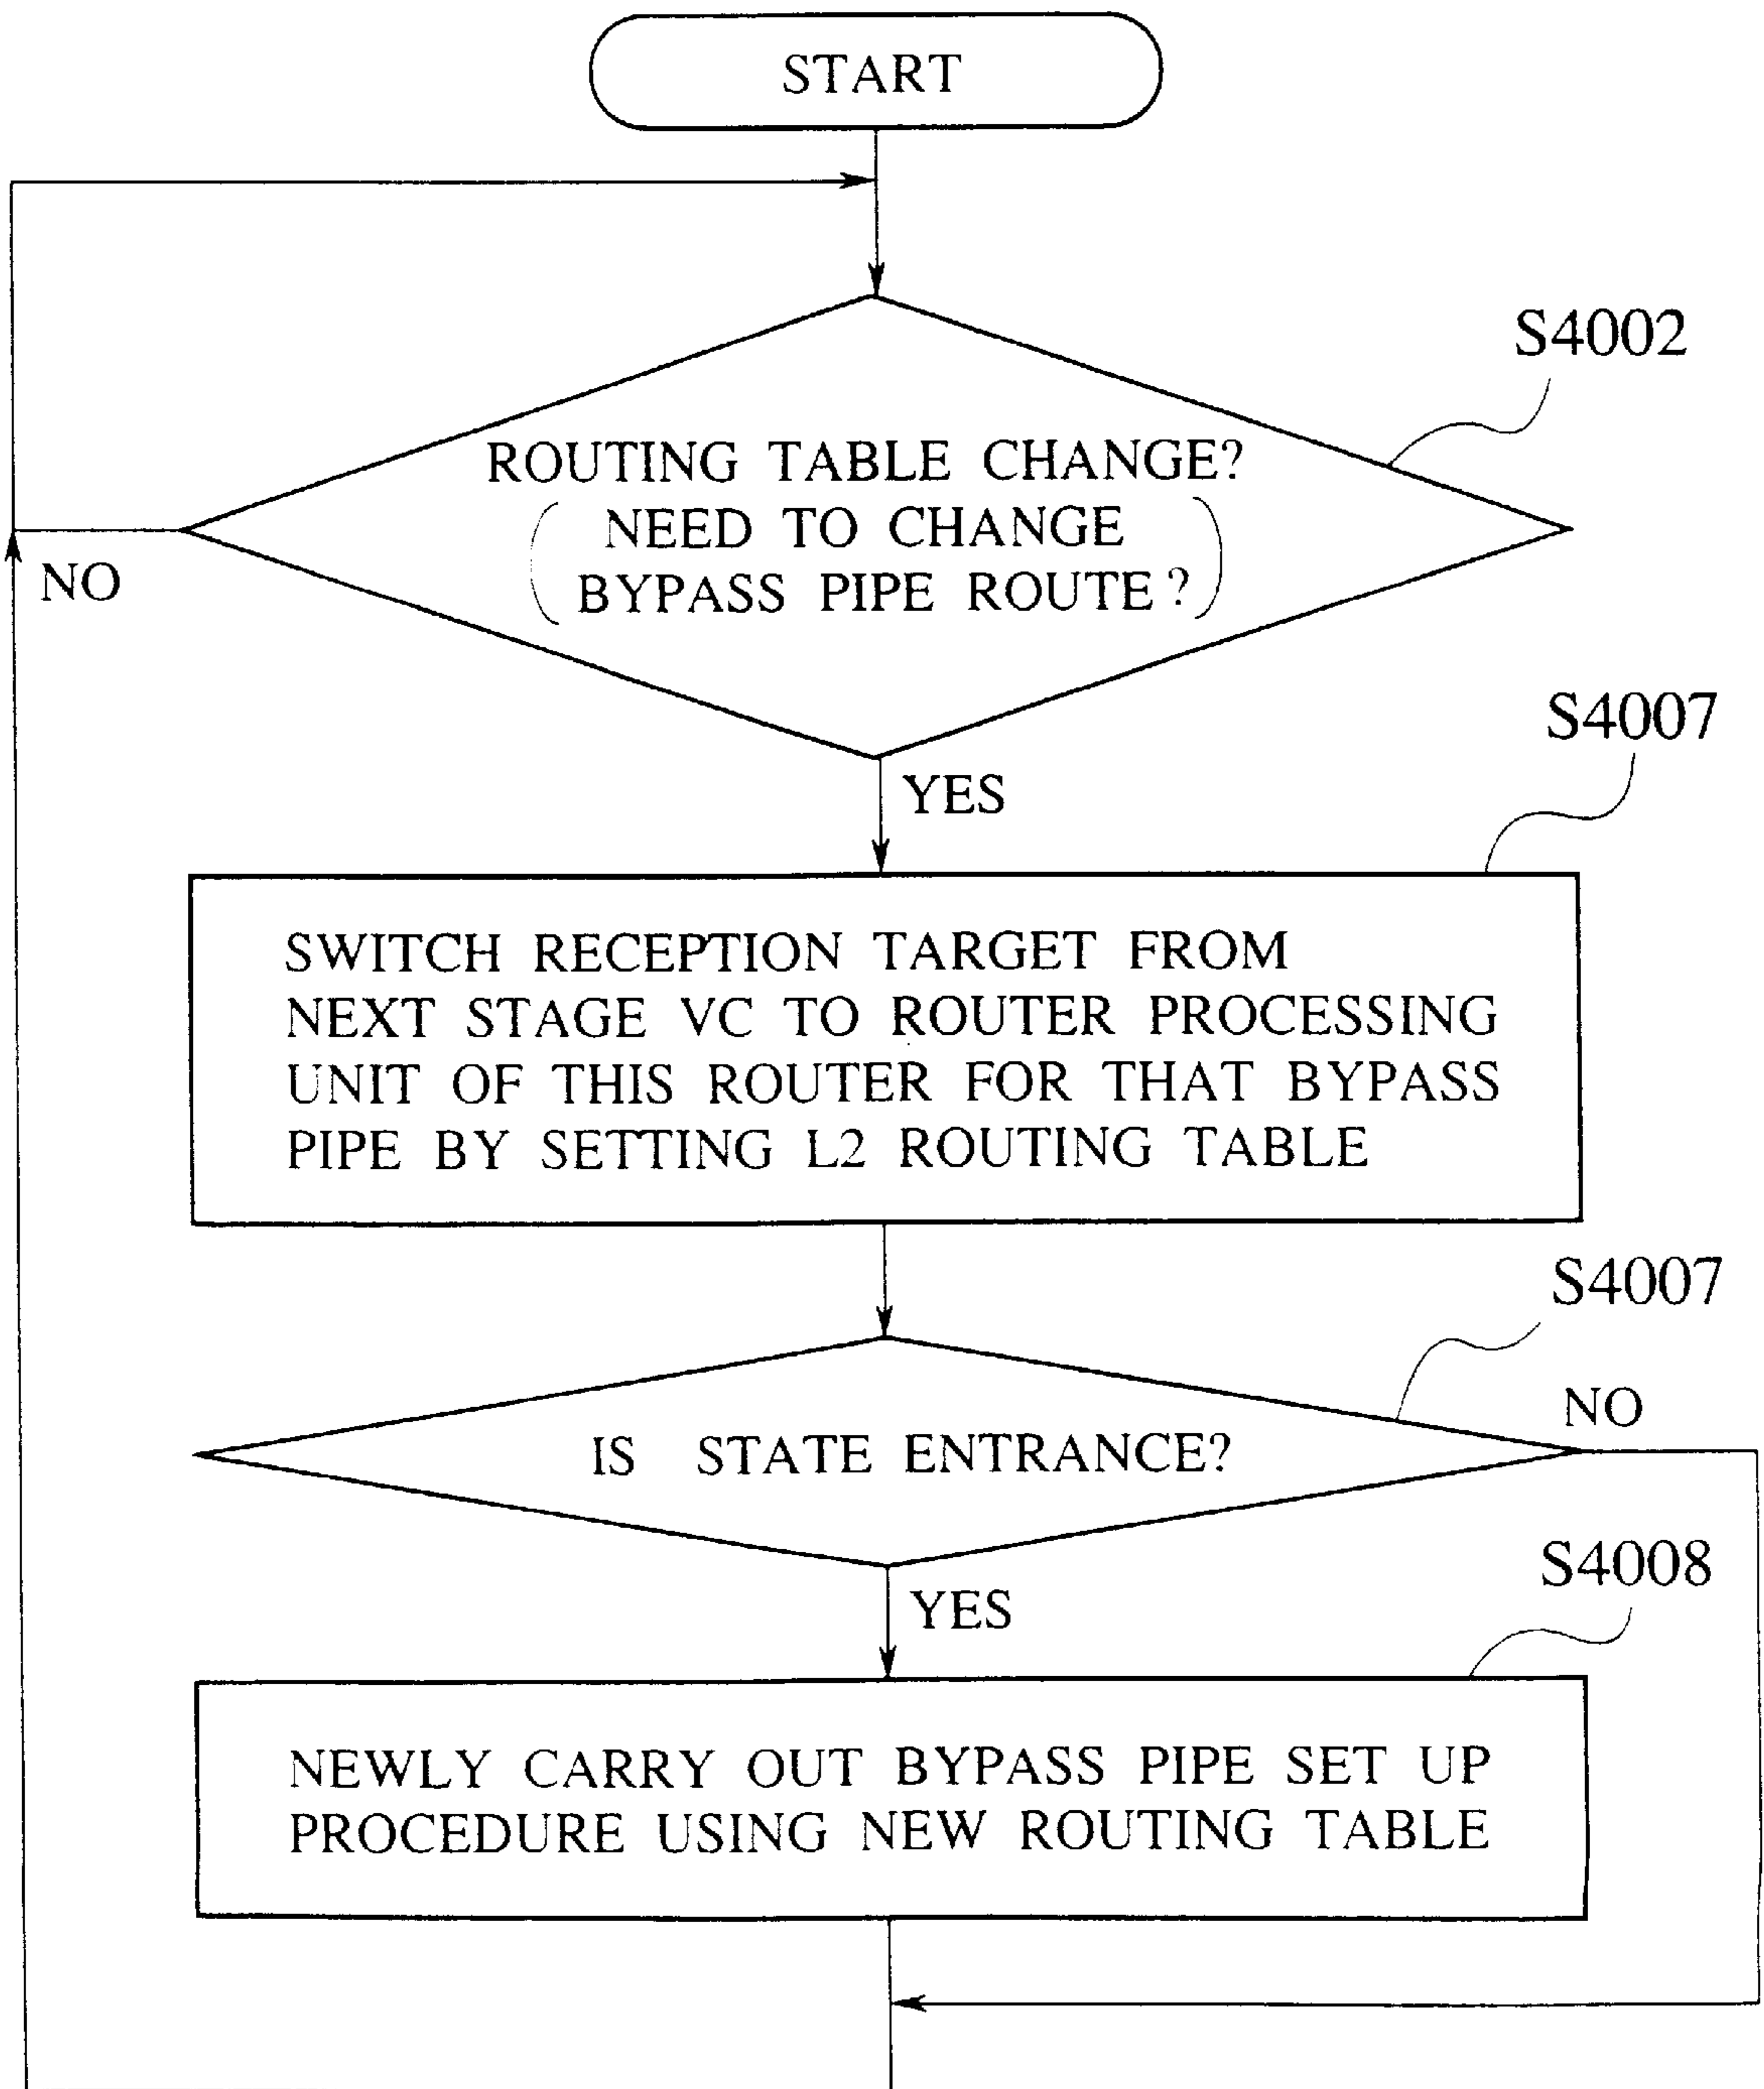 START
S4002
ROUTING TABLE CHANGE?
( NEED TO CHANGE
BYPASS PIPE ROUTE ? )
NO
YES
S4007
SWITCH RECEPTION TARGET FROM
NEXT STAGE VC TO ROUTER PROCESSING
UNIT OF THIS ROUTER FOR THAT BYPASS
PIPE BY SETTING L2 ROUTING TABLE
S4007
NO
IS STATE ENTRANCE?
YES
S4008
NEWLY CARRY OUT BYPASS PIPE SET UP
PROCEDURE USING NEW ROUTING TABLE